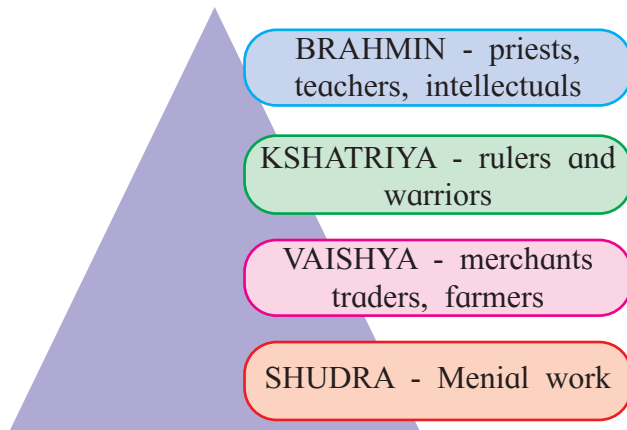 BRAHMIN - priests,
teachers, intellectuals
KSHATRIYA - rulers and
warriors
VAISHYA - merchants
traders, farmers
SHUDRA - Menial work